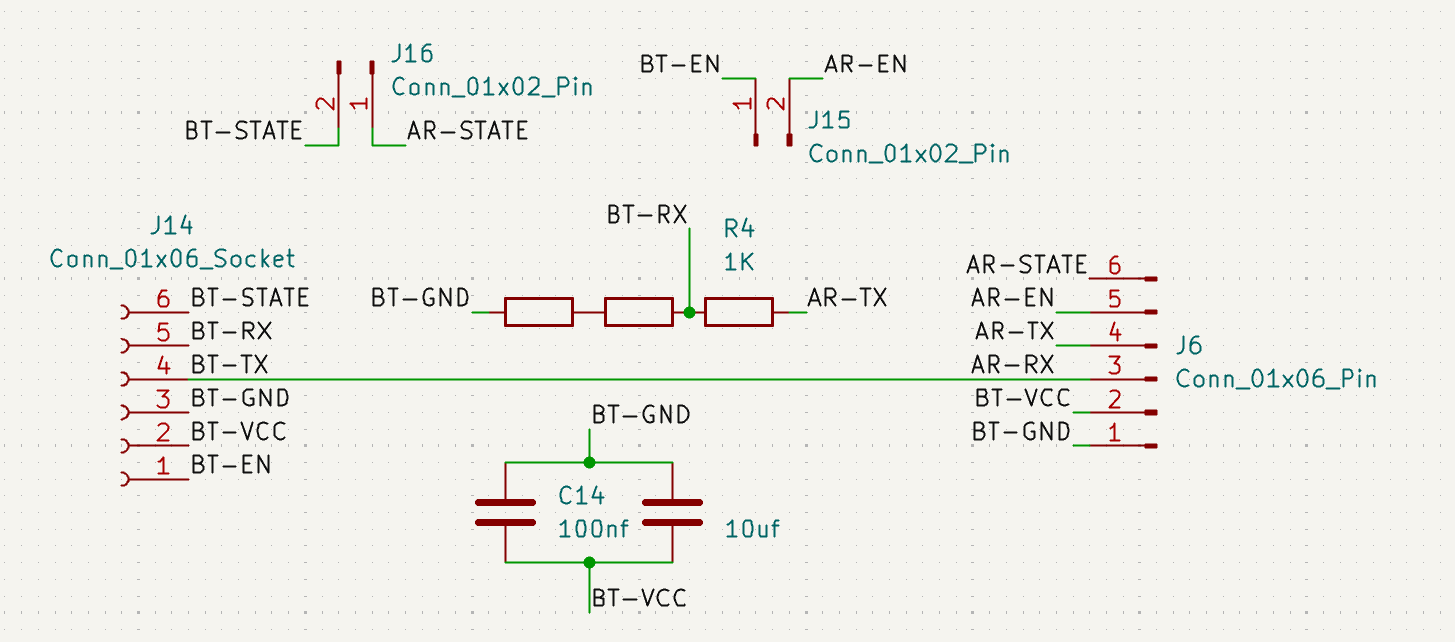 J16
Conn_01x02_Pin
2
1
BT-STATE
AR-STATE
BT-EN
AR-EN
1
2
J15
Conn_01x02_Pin
J14
Conn_01x06_Socket
6 BT-STATE
5 BT-RX
4 BT-TX
3 BT-GND
2 BT-VCC
1 BT-EN
BT-RX
R4
1K
BT-GND
AR-TX
AR-STATE 6
AR-EN 5
AR-TX 4
AR-RX 3
BT-VCC 2
BT-GND 1
J6
Conn_01x06_Pin
BT-GND
C14
100nf
10uf
BT-VCC